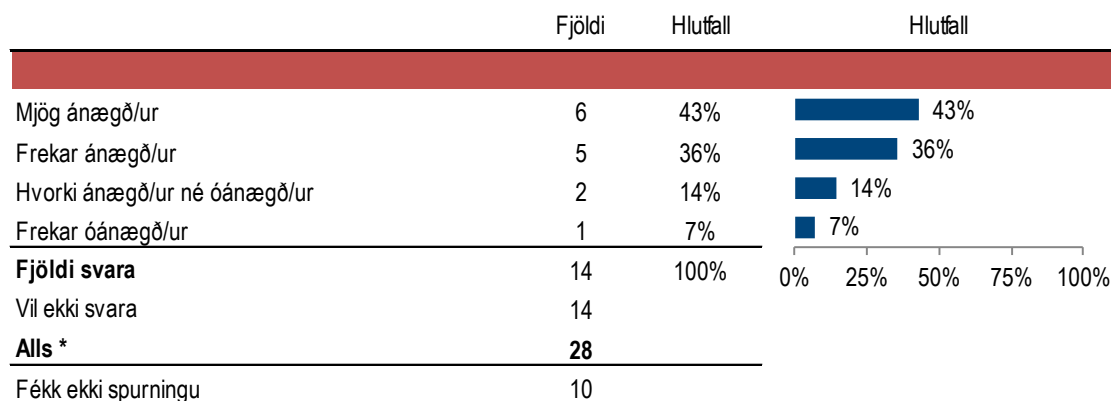 Fjöldi Hlutfall Hlutfall
Mjög ánægð/ur 6 43% 43%
Frekar ánægð/ur 5 36% 36%
Hvorki ánægð/ur né óánægð/ur 2 14% 14%
Frekar óánægð/ur 1 7% 7%
Fjöldi svara 14 100% 0% 25% 50% 75% 100%
Vil ekki svara 14
Alls * 28
Fékk ekki spurningu 10